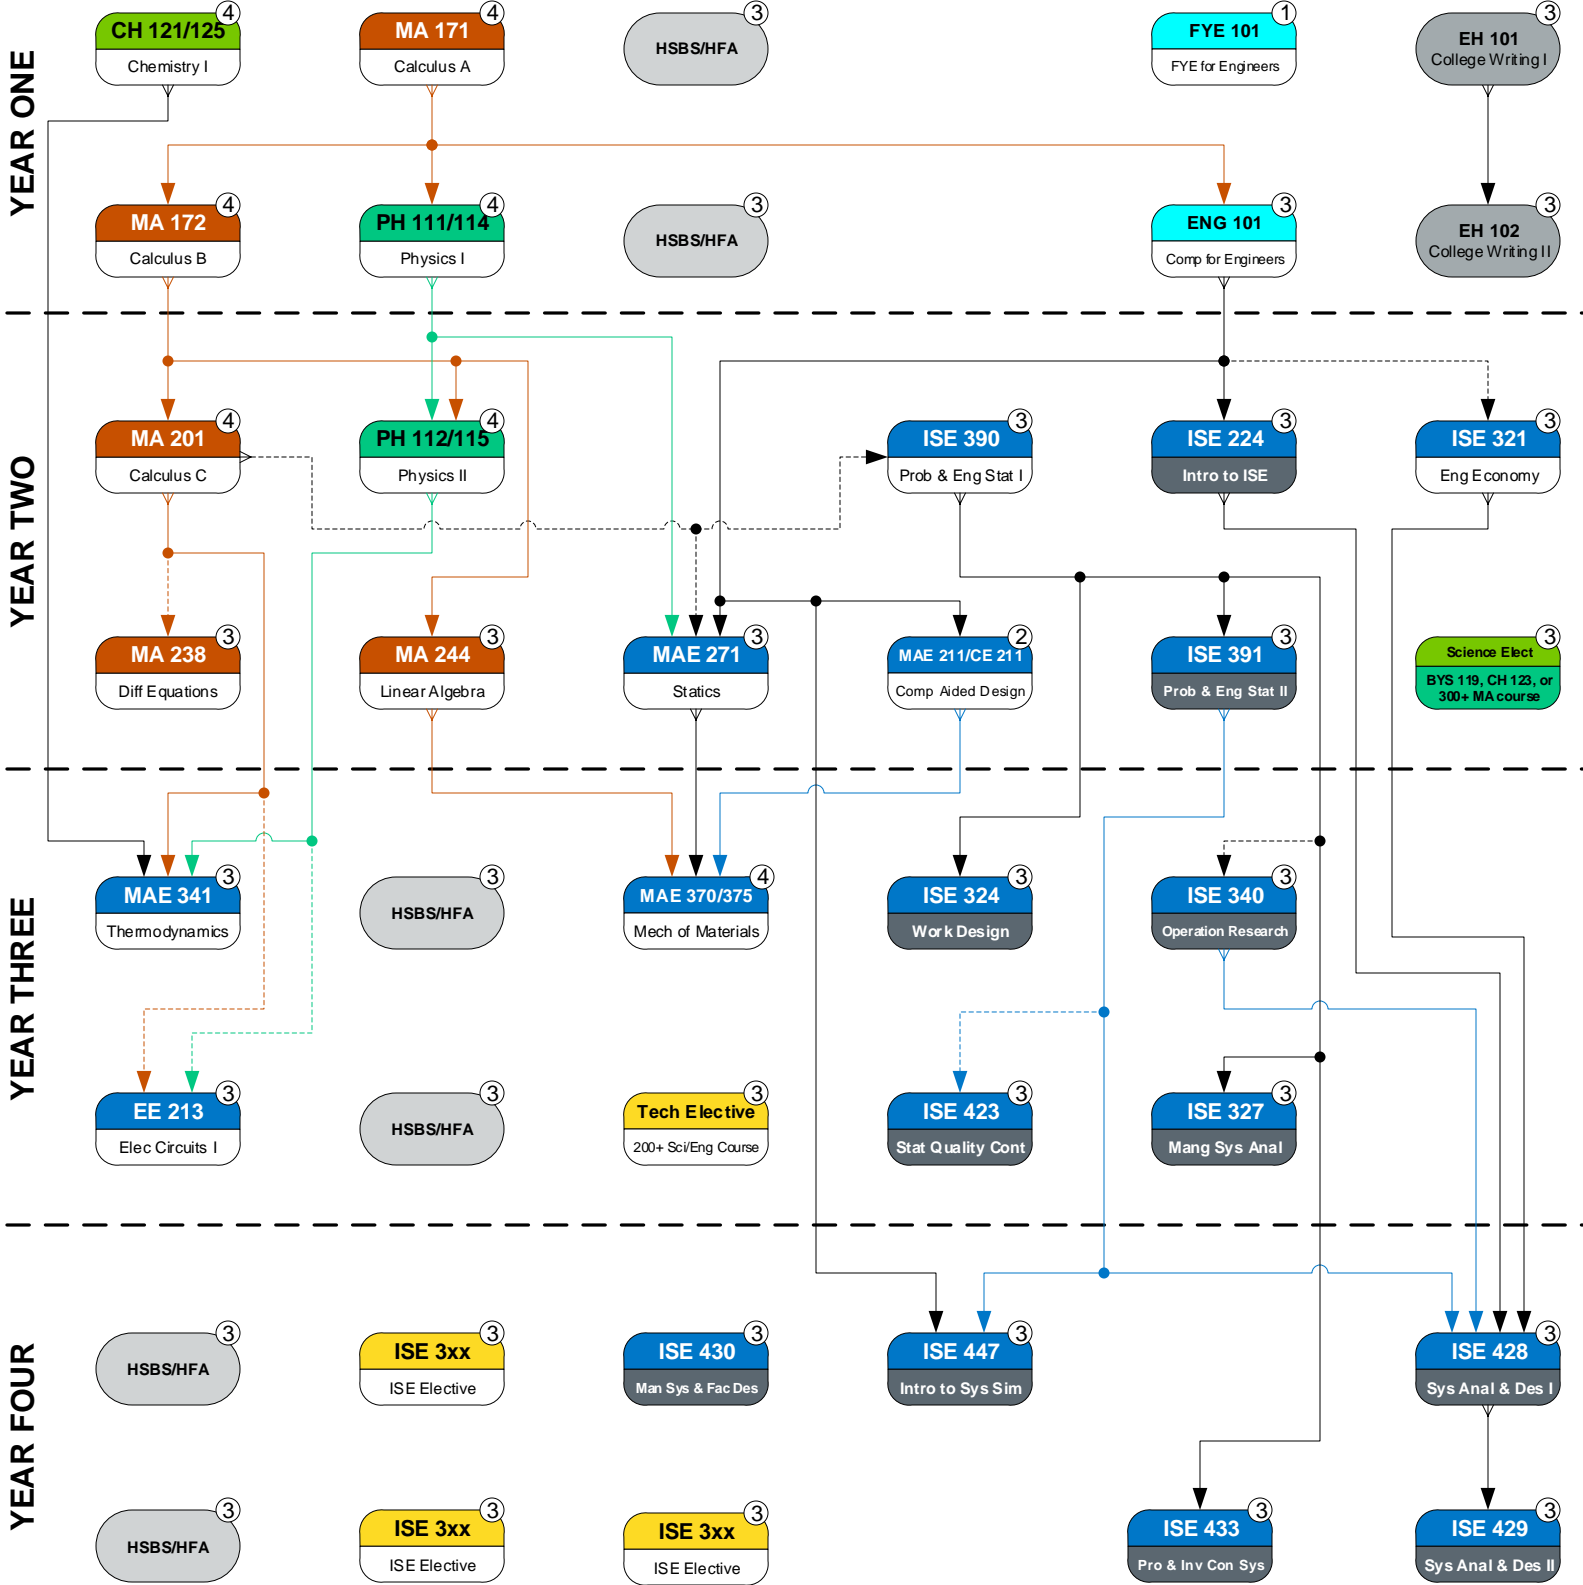 YEAR ONE
CH 121/125
4
Chemistry I
MA 171
4
Calculus A
HSBS/HFA
3
FYE 101
1
FYE for Engineers
EH 101
3
College Writing I
MA 172
4
Calculus B
PH 111/114
4
Physics I
HSBS/HFA
3
ENG 101
3
Comp for Engineers
EH 102
3
College Writing II
YEAR TWO
MA 201
4
Calculus C
PH 112/115
4
Physics II
ISE 390
3
Prob & Eng Stat I
ISE 224
3
Intro to ISE
ISE 321
3
Eng Economy
MA 238
3
Diff Equations
MA 244
3
Linear Algebra
MAE 271
3
Statics
MAE 211/CE 211
2
Comp Aided Design
ISE 391
3
Prob & Eng Stat II
Science Elect
3
BYS 119, CH 123, or
300+ MA course
YEAR THREE
MAE 341
3
Thermodynamics
HSBS/HFA
3
MAE 370/375
4
Mech of Materials
ISE 324
3
Work Design
ISE 340
3
Operation Research
EE 213
3
Elec Circuits I
HSBS/HFA
3
Tech Elective
3
200+ Sci/Eng Course
ISE 423
3
Stat Quality Cont
ISE 327
3
Mang Sys Anal
YEAR FOUR
HSBS/HFA
3
ISE 3xx
3
ISE Elective
ISE 430
3
Man Sys & Fac Des
ISE 447
3
Intro to Sys Sim
ISE 428
3
Sys Anal & Des I
HSBS/HFA
3
ISE 3xx
3
ISE Elective
ISE 3xx
3
ISE Elective
ISE 433
3
Pro & Inv Con Sys
ISE 429
3
Sys Anal & Des II